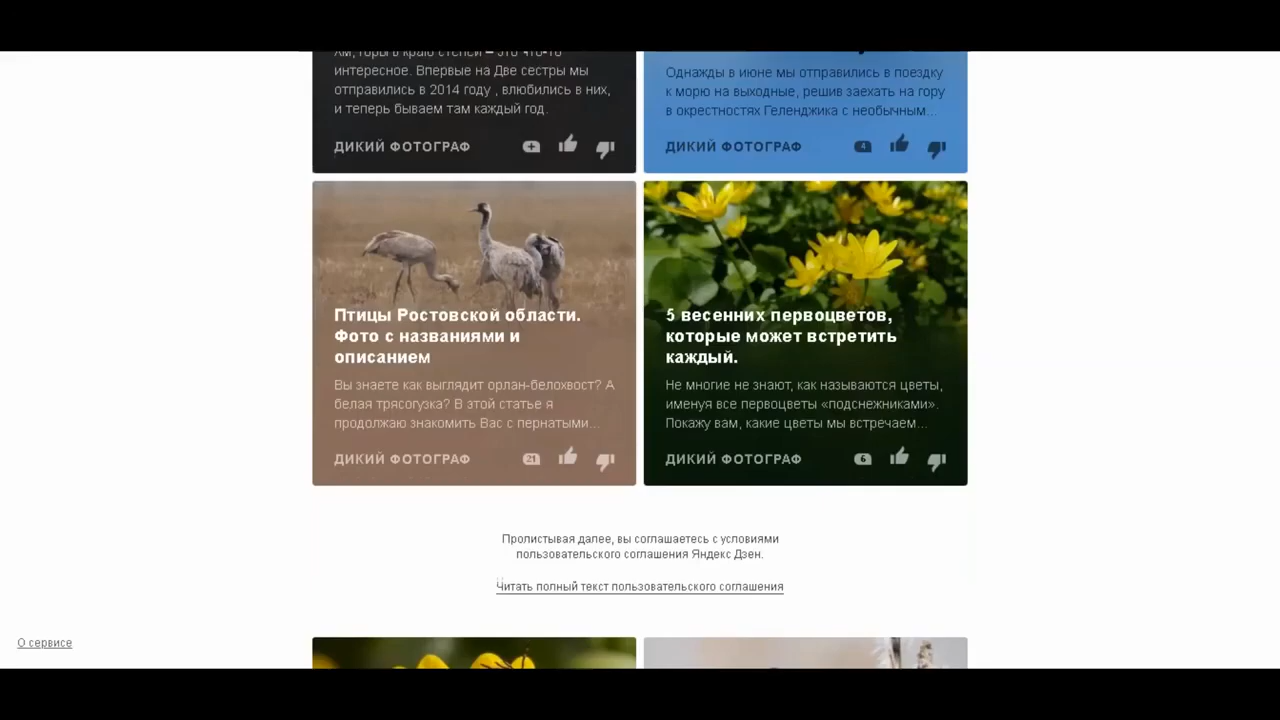 интересное. Впервые на Две сестры мы
отправились в 2014 году , влюбились в них,
и теперь бываем там каждый год.
ДИКИЙ ФОТОГРАФ
Однажды в июне мы отправились в поездку
к морю на выходные, решив заехать на гору
в окрестностях Геленджика с необычным...
ДИКИЙ ФОТОГРАФ 4
Птицы Ростовской области.
Фото с названиями и
описанием
Вы знаете как выглядит орлан-белохвост? А
белая трясогузка? В этой статье я
продолжаю знакомить Вас с пернатыми...
ДИКИЙ ФОТОГРАФ 21
5 весенних первоцветов,
которые может встретить
каждый.
Не многие не знают, как называются цветы,
именуя все первоцветы «подснежниками».
Покажу вам, какие цветы мы встречаем...
ДИКИЙ ФОТОГРАФ 6
Пролистывая далее, вы соглашаетесь с условиями
пользовательского соглашения Яндекс Дзен.
Читать полный текст пользовательского соглашения
О сервисе